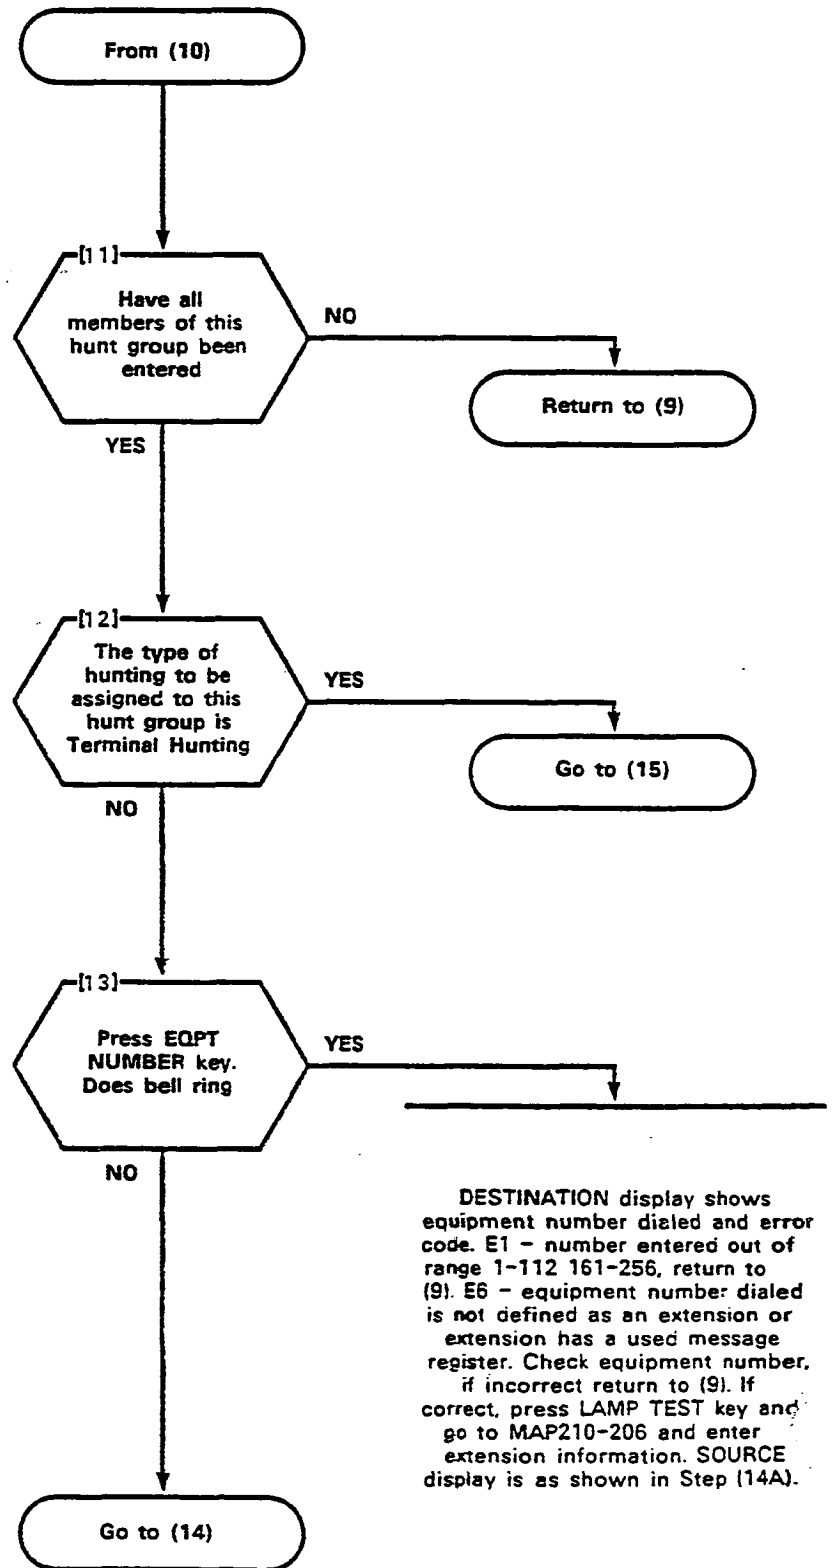 From (10)
[11]
Have all
members of this
hunt group been
entered
NO
Return to (9)
YES
[12]
The type of
hunting to be
assigned to this
hunt group is
Terminal Hunting
YES
Go to (15)
NO
[13]
Press EQPT
NUMBER key.
Does bell ring
YES
NO
DESTINATION display shows
equipment number dialed and error
code. E1 - number entered out of
range 1-112 161-256, return to
(9). E6 - equipment number dialed
is not defined as an extension or
extension has a used message
register. Check equipment number,
if incorrect return to (9). If
correct, press LAMP TEST key and
go to MAP210-206 and enter
extension information. SOURCE
display is as shown in Step (14A).
Go to (14)